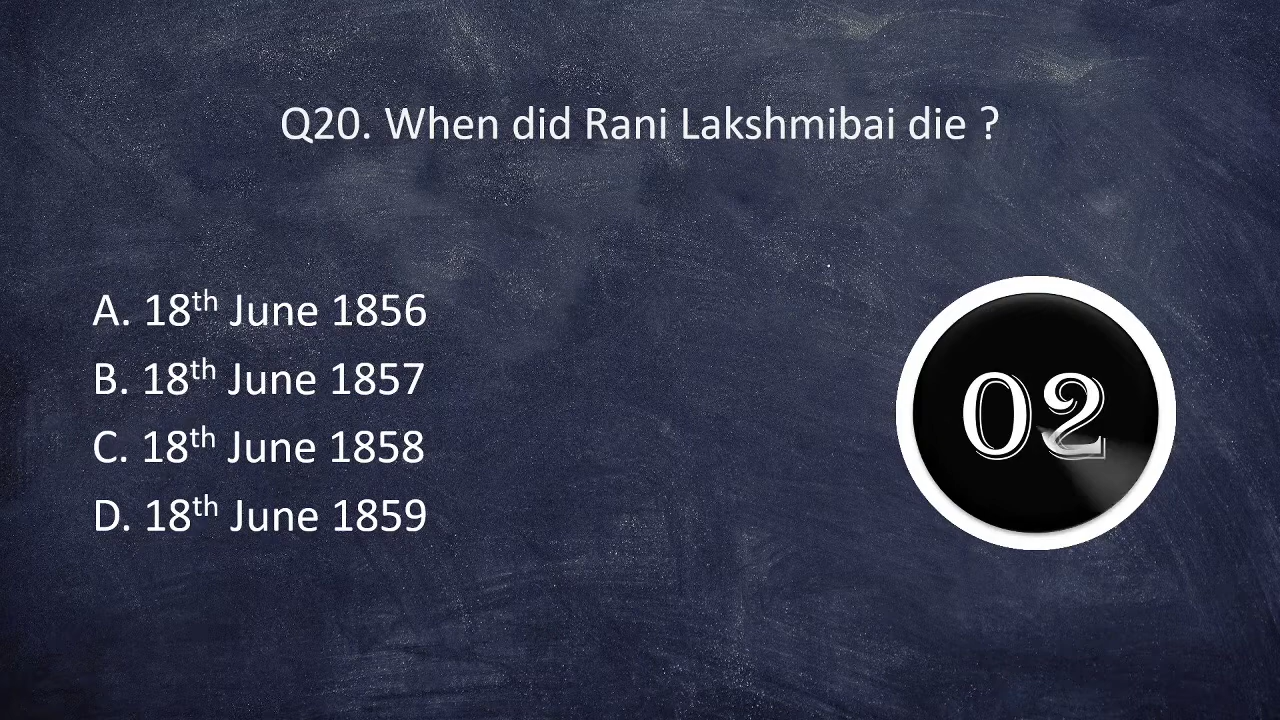 Q20. When did Rani Lakshmibai die ?
A. 18th June 1856
B. 18th June 1857
C. 18th June 1858
D. 18th June 1859
02